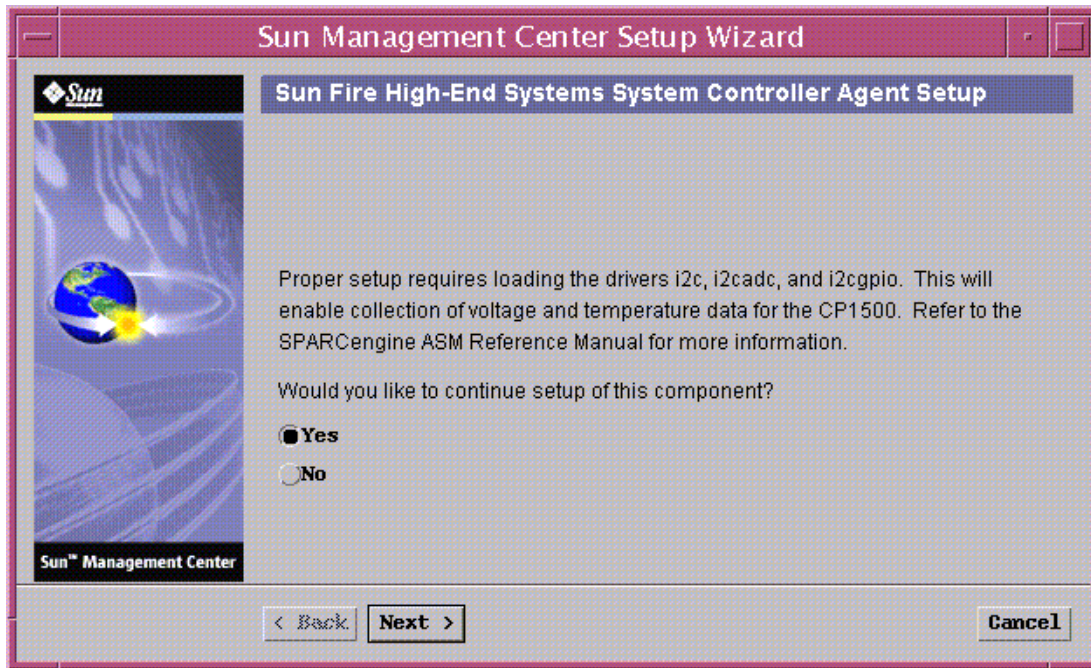 Sun Management Center Setup Wizard
Sun
Sun Fire High-End Systems System Controller Agent Setup
Proper setup requires loading the drivers i2c, i2cadc, and i2cgpio. This will
enable collection of voltage and temperature data for the CP1500. Refer to the
SPARCengine ASM Reference Manual for more information.
Would you like to continue setup of this component?
Yes
No
Sun™ Management Center
< Back
Next >
Cancel